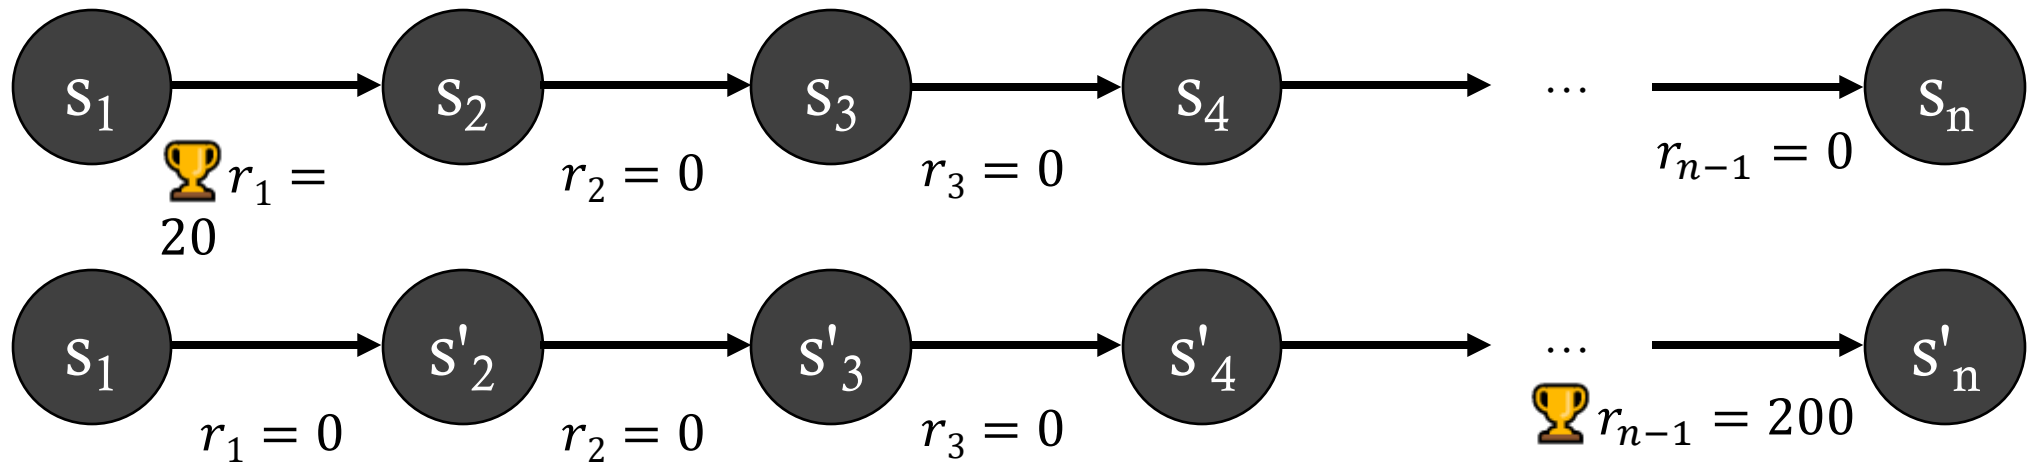 s₁ s₂ s₃ s₄ … sₙ
r₁ = 20 r₂ = 0 r₃ = 0 rₙ₋₁ = 0
s₁ s'₂ s'₃ s'₄ … s'ₙ
r₁ = 0 r₂ = 0 r₃ = 0 rₙ₋₁ = 200